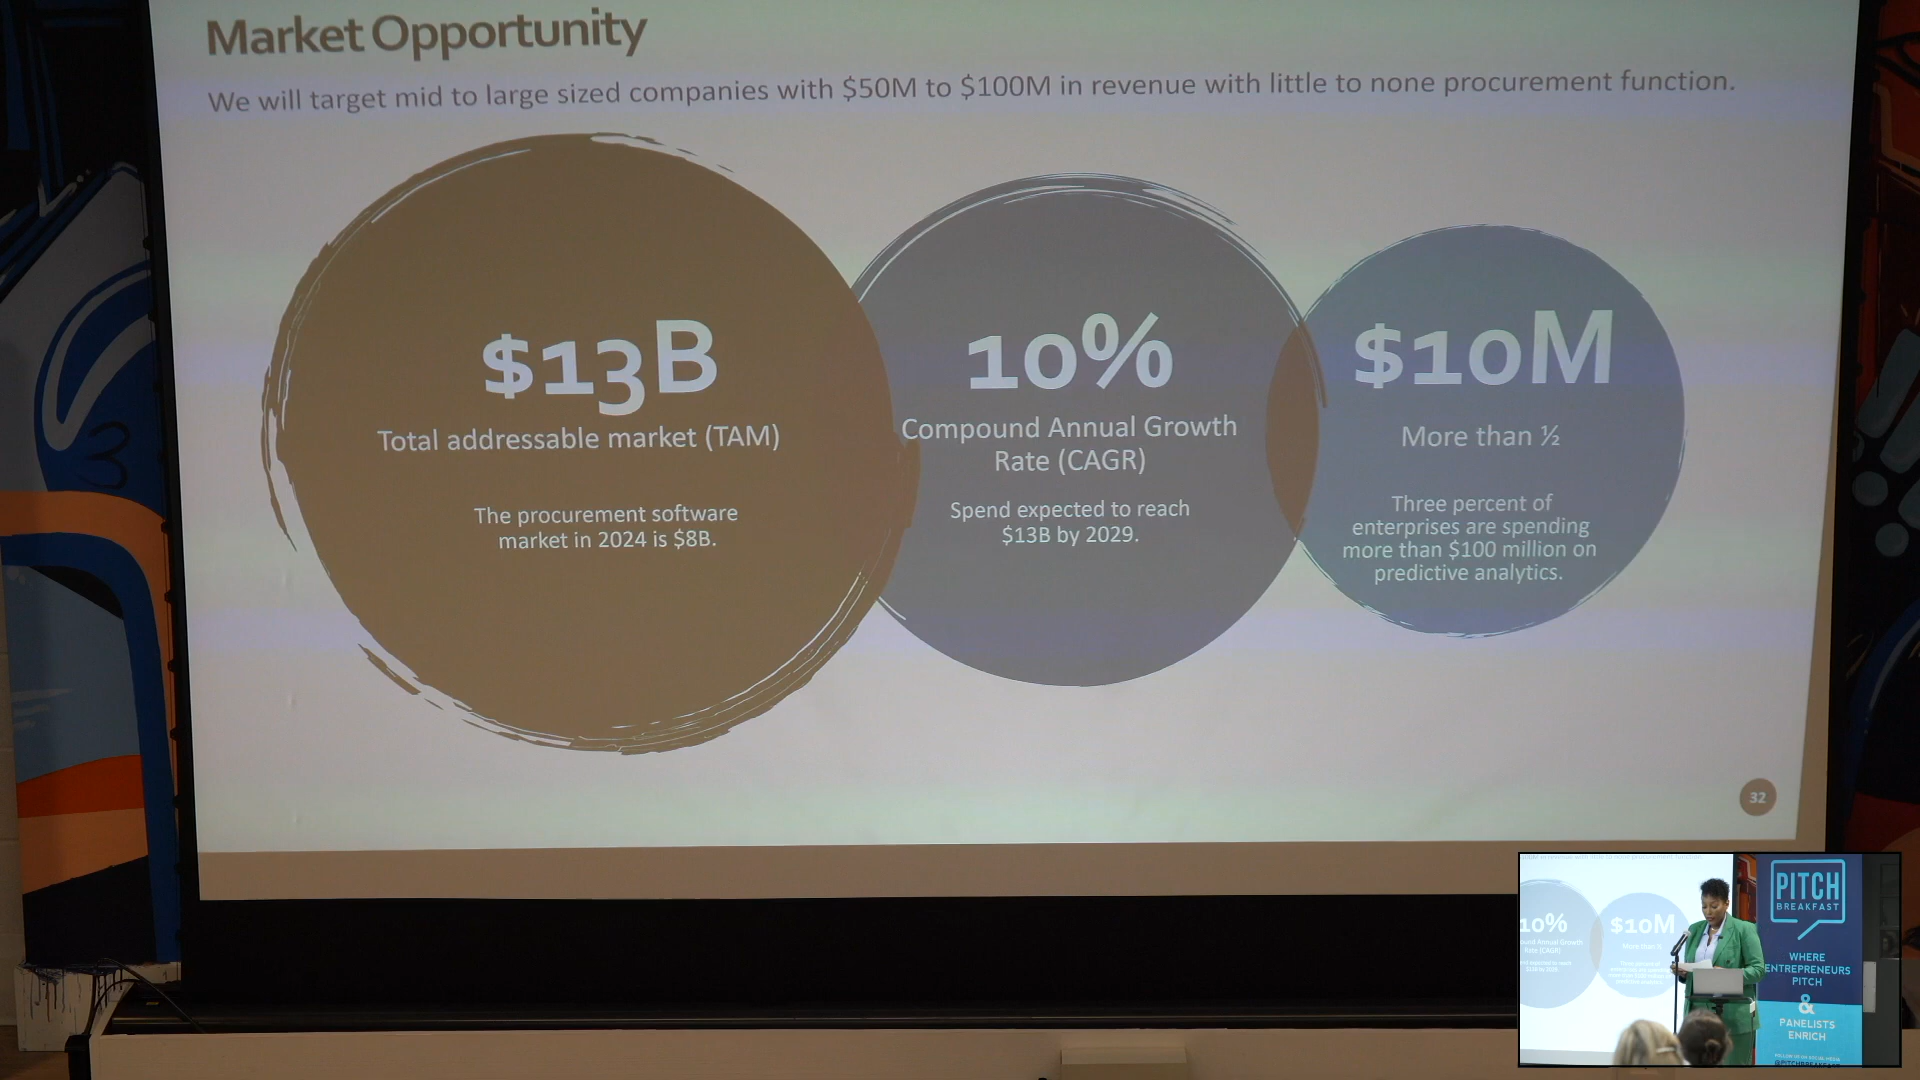 Market Opportunity
We will target mid to large sized companies with $50M to $100M in revenue with little to none procurement function.
$13B
Total addressable market (TAM)
The procurement software
market in 2024 is $8B.
10%
Compound Annual Growth
Rate (CAGR)
Spend expected to reach
$13B by 2029.
$10M
More than ½
Three percent of
enterprises are spending
more than $100 million on
predictive analytics.
32
10%
$10M
PITCH
BREAKFAST
WHERE
ENTREPRENEURS
PITCH
&
PANELISTS
ENRICH